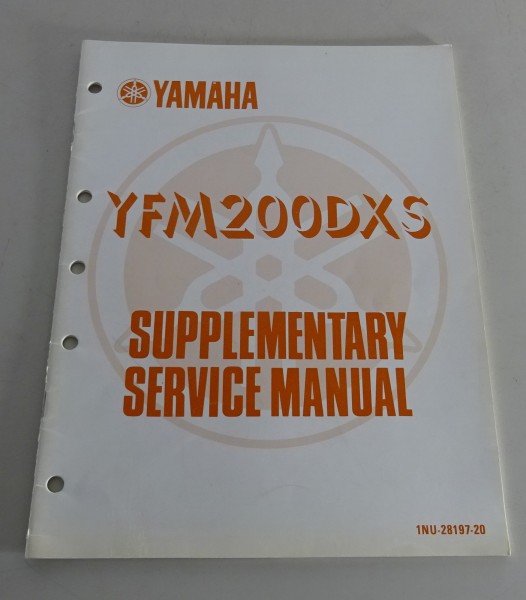 YAMAHA
YFM200DXS
SUPPLEMENTARY
SERVICE MANUAL
1NU-28197-20